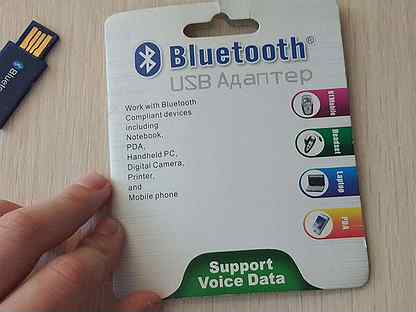 Bluetooth®
USB Адаптер
Work with Bluetooth
Compliant devices
including
Notebook,
PDA,
Handheld PC,
Digital Camera,
Printer,
and
Mobile phone
Headset
Laptop
PDA
Support
Voice Data